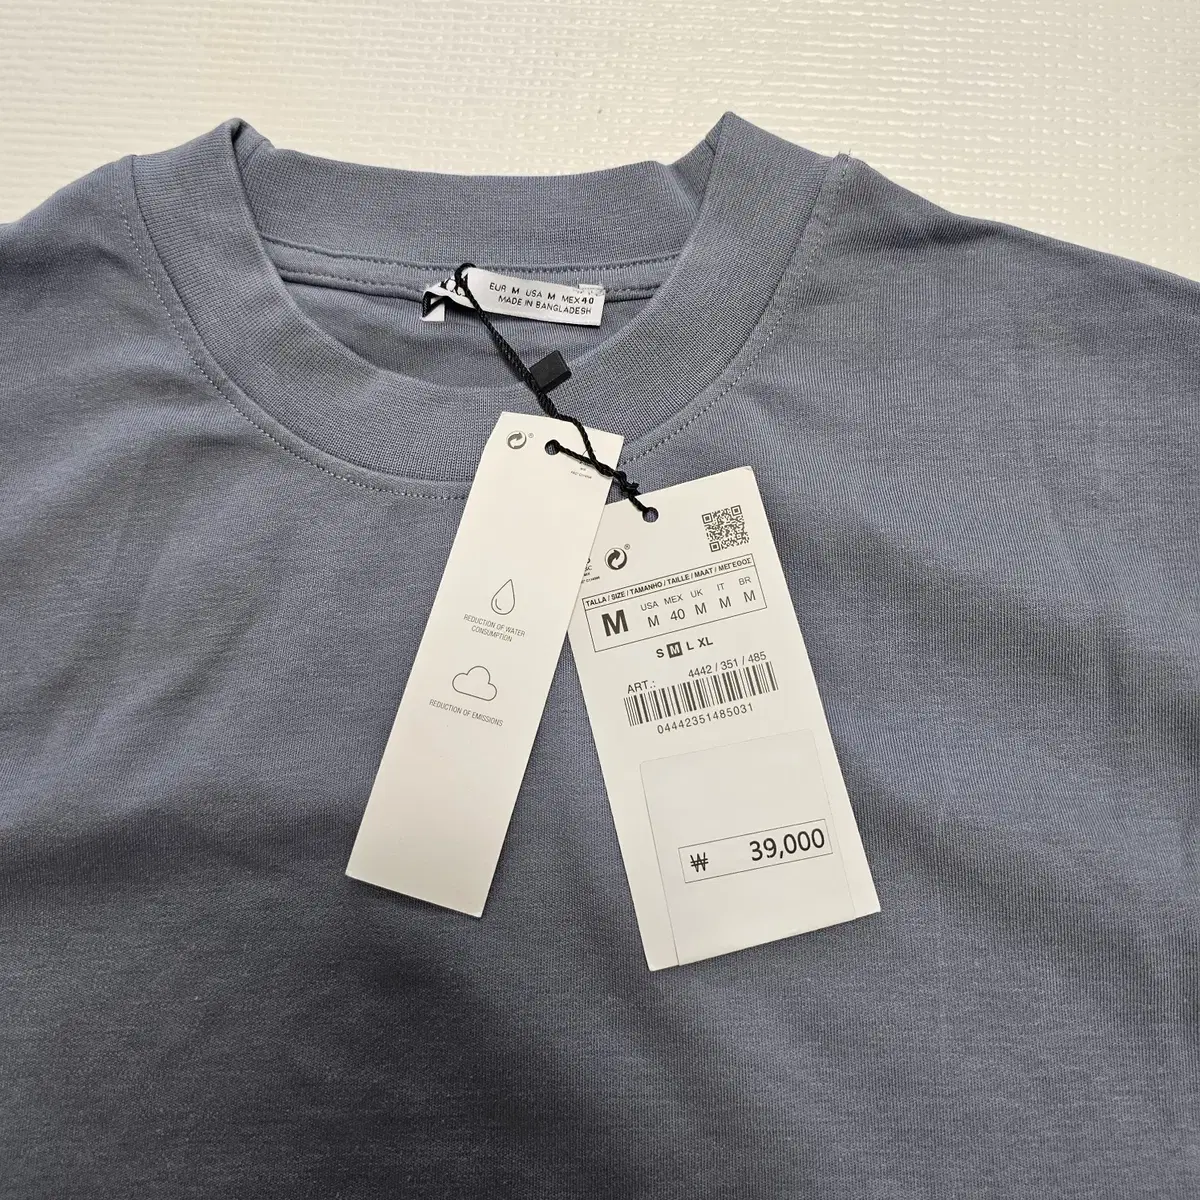 EUR M USA M MEX 40
MADE IN BANGLADESH
REDUCTION OF WATER
CONSUMPTION
REDUCTION OF EMISSIONS
TALLA / SIZE / TAMANHO / TAILLE / MAAT / ΜΕΓΕΘΟΣ
M
USA MEX UK IT BR
M 40 M M M
S M L XL
ART.: 4442 / 351 / 485
04442351485031
₩ 39,000